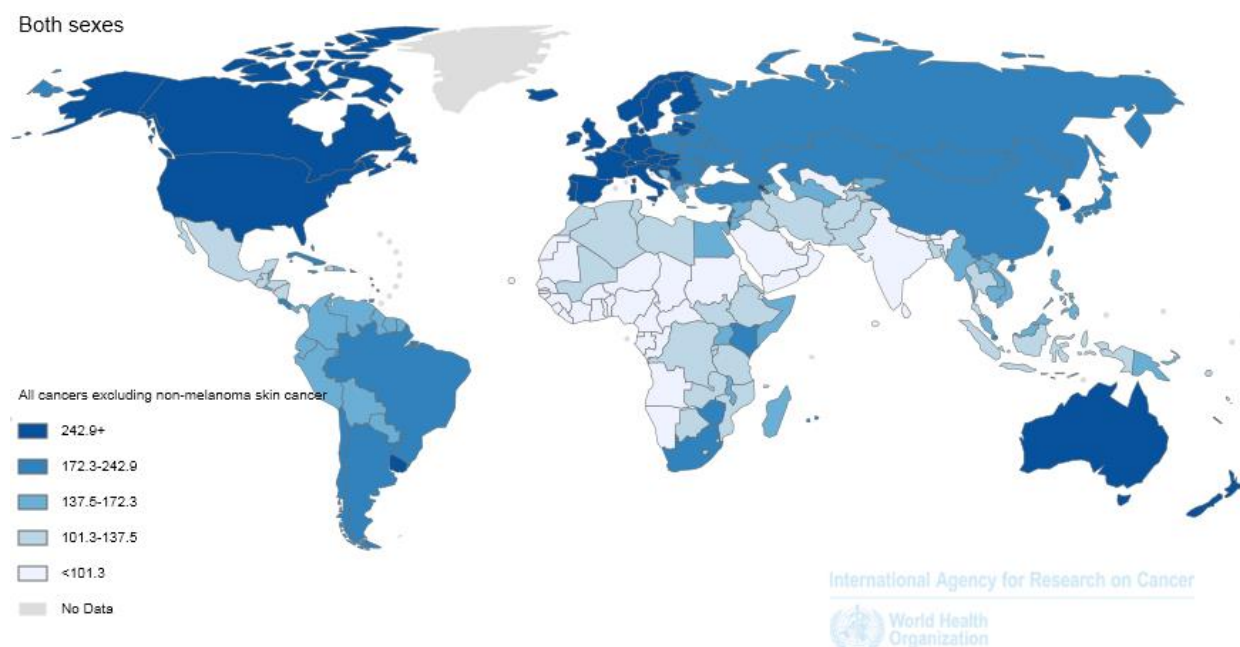 Both sexes
All cancers excluding non-melanoma skin cancer
242.9+
172.3-242.9
137.5-172.3
101.3-137.5
<101.3
No Data
International Agency for Research on Cancer
World Health
Organization